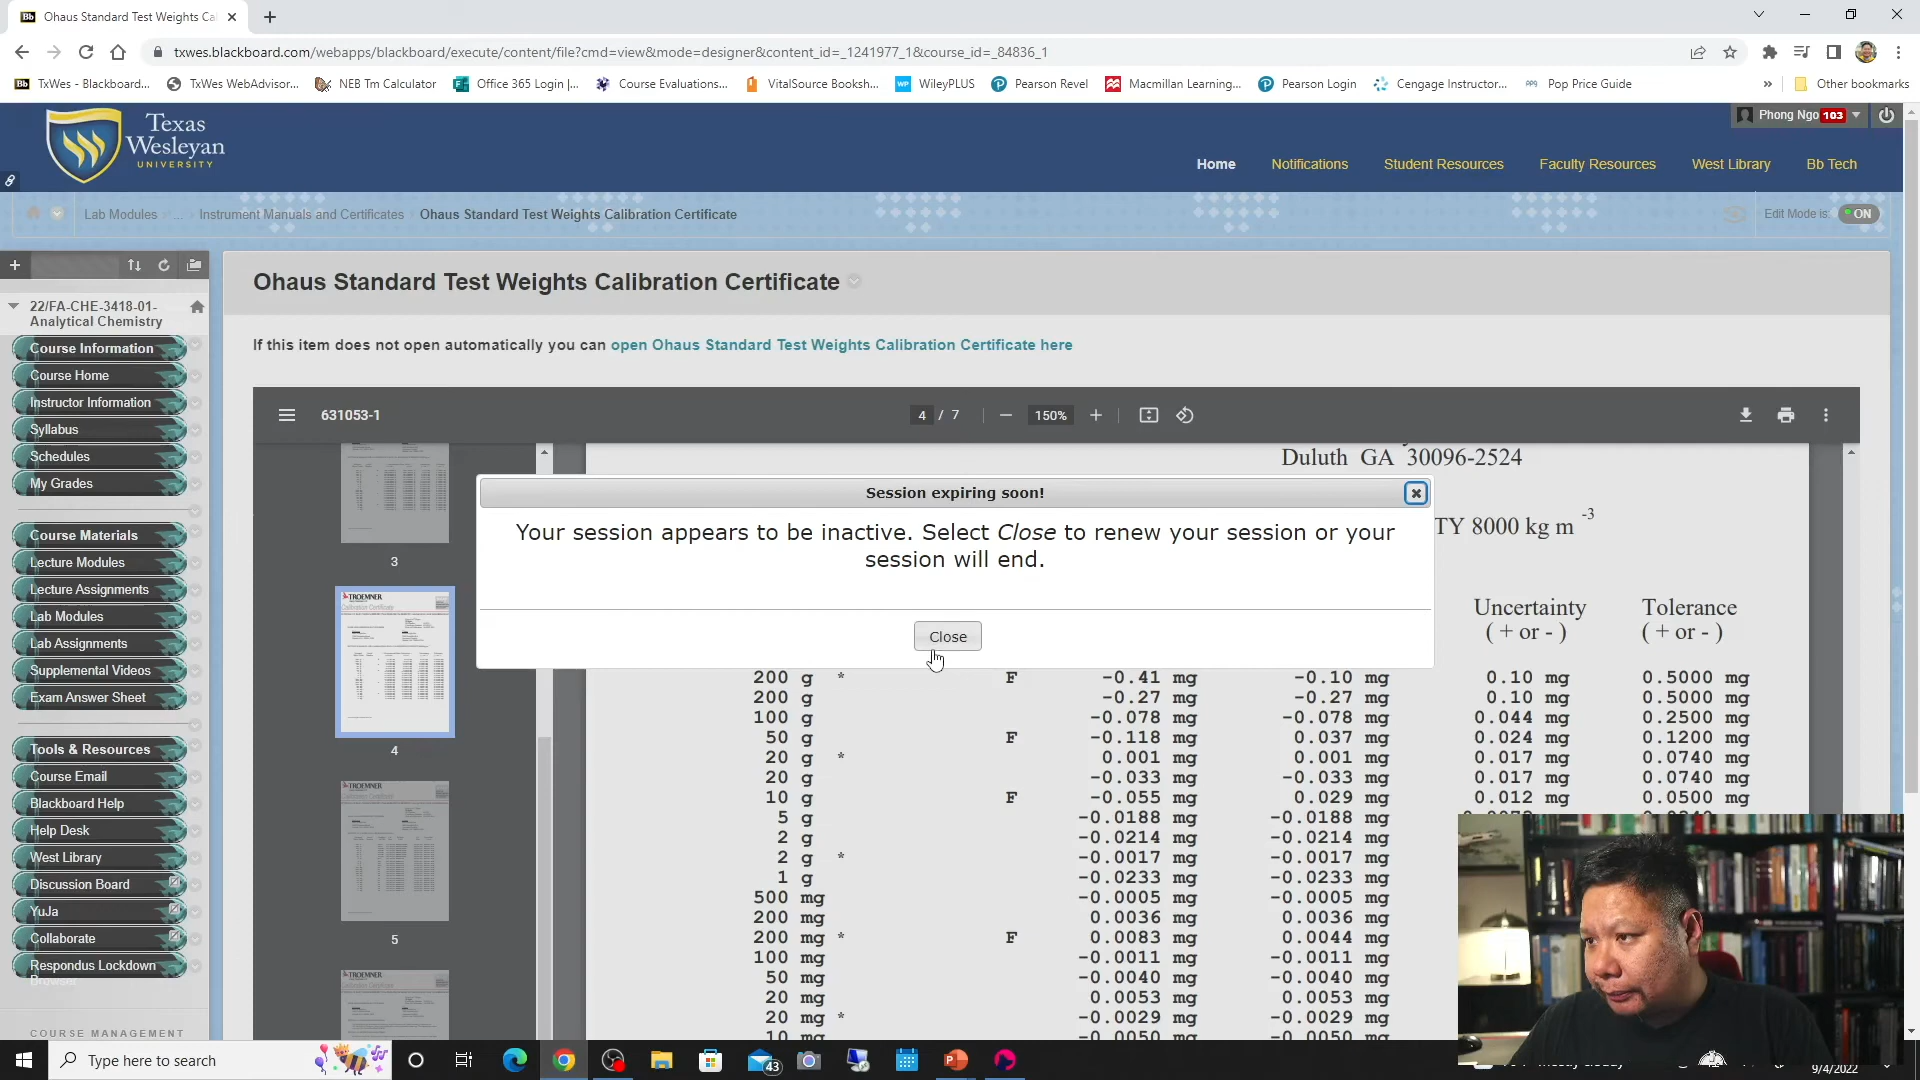 Ohaus Standard Test Weights Ca
txwes.blackboard.com/webapps/blackboard/execute/content/file?cmd=view&mode=designer&content_id=_1241977_1&course_id=_84836_1
TxWes - Blackboard...
TxWes WebAdvisor...
NEB Tm Calculator
Office 365 Login |...
Course Evaluations...
VitalSource Booksh...
WileyPLUS
Pearson Revel
Macmillan Learning...
Pearson Login
Cengage Instructor...
Pop Price Guide
Other bookmarks
Texas
Wesleyan
UNIVERSITY
Phong Ngo 103
Home
Notifications
Student Resources
Faculty Resources
West Library
Bb Tech
Lab Modules
...
Instrument Manuals and Certificates
Ohaus Standard Test Weights Calibration Certificate
Edit Mode is:
ON
22/FA-CHE-3418-01-
Analytical Chemistry
Course Information
Course Home
Instructor Information
Syllabus
Schedules
My Grades
Course Materials
Lecture Modules
Lecture Assignments
Lab Modules
Lab Assignments
Supplemental Videos
Exam Answer Sheet
Tools & Resources
Course Email
Blackboard Help
Help Desk
West Library
Discussion Board
YuJa
Collaborate
Respondus Lockdown
Browser
COURSE MANAGEMENT
Ohaus Standard Test Weights Calibration Certificate
If this item does not open automatically you can open Ohaus Standard Test Weights Calibration Certificate here
631053-1
4 / 7
150%
3
TROEMNER
4
TROEMNER
5
TROEMNER
Duluth GA 30096-2524
TY 8000 kg m -3
Session expiring soon!
Your session appears to be inactive. Select Close to renew your session or your
session will end.
Close
Uncertainty Tolerance
( + or - ) ( + or - )
200 g * F -0.41 mg -0.10 mg 0.10 mg 0.5000 mg
200 g -0.27 mg -0.27 mg 0.10 mg 0.5000 mg
100 g -0.078 mg -0.078 mg 0.044 mg 0.2500 mg
50 g F -0.118 mg 0.037 mg 0.024 mg 0.1200 mg
20 g * 0.001 mg 0.001 mg 0.017 mg 0.0740 mg
20 g -0.033 mg -0.033 mg 0.017 mg 0.0740 mg
10 g F -0.055 mg 0.029 mg 0.012 mg 0.0500 mg
5 g -0.0188 mg -0.0188 mg
2 g -0.0214 mg -0.0214 mg
2 g * -0.0017 mg -0.0017 mg
1 g -0.0233 mg -0.0233 mg
500 mg -0.0005 mg -0.0005 mg
200 mg 0.0036 mg 0.0036 mg
200 mg * F 0.0083 mg 0.0044 mg
100 mg -0.0011 mg -0.0011 mg
50 mg -0.0040 mg -0.0040 mg
20 mg 0.0053 mg 0.0053 mg
20 mg * -0.0029 mg -0.0029 mg
10 mg -0.0050 mg -0.0050 mg
Type here to search
43
9/4/2022